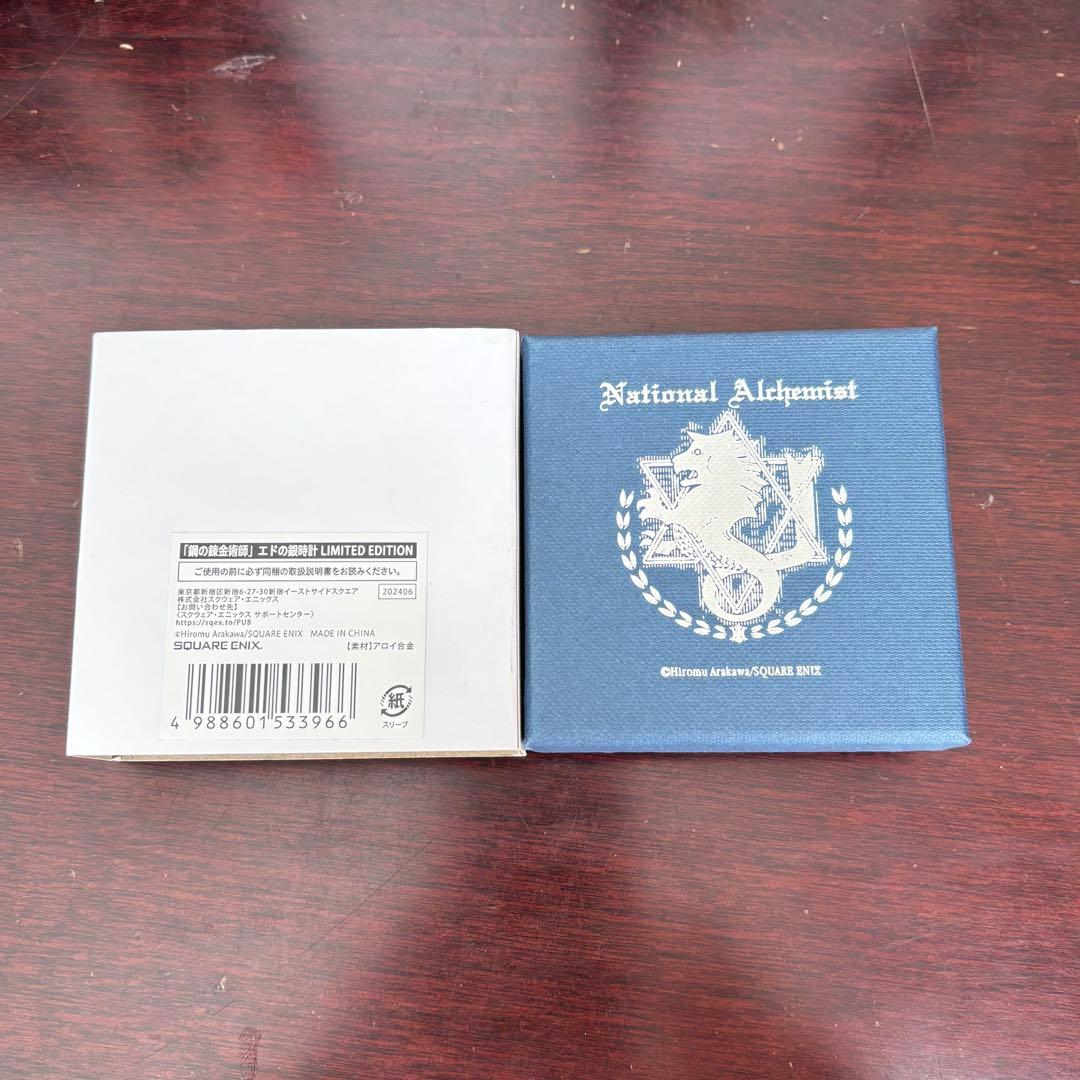 「鋼の錬金術師」エドの銀時計 LIMITED EDITION
ご使用の前に必ず同梱の取扱説明書をお読みください。
東京都新宿区新宿6-27-30新宿イーストサイドスクエア
202406
株式会社スクウェア・エニックス
【お問い合わせ先】
〈スクウェア・エニックス サポートセンター〉
https://sqex.to/PUB
©Hiromu Arakawa/SQUARE ENIX MADE IN CHINA
SQUARE ENIX.
【素材】アロイ合金
4 988601 533966
紙
スリーブ
National Alchemist
©Hiromu Arakawa/SQUARE ENIX